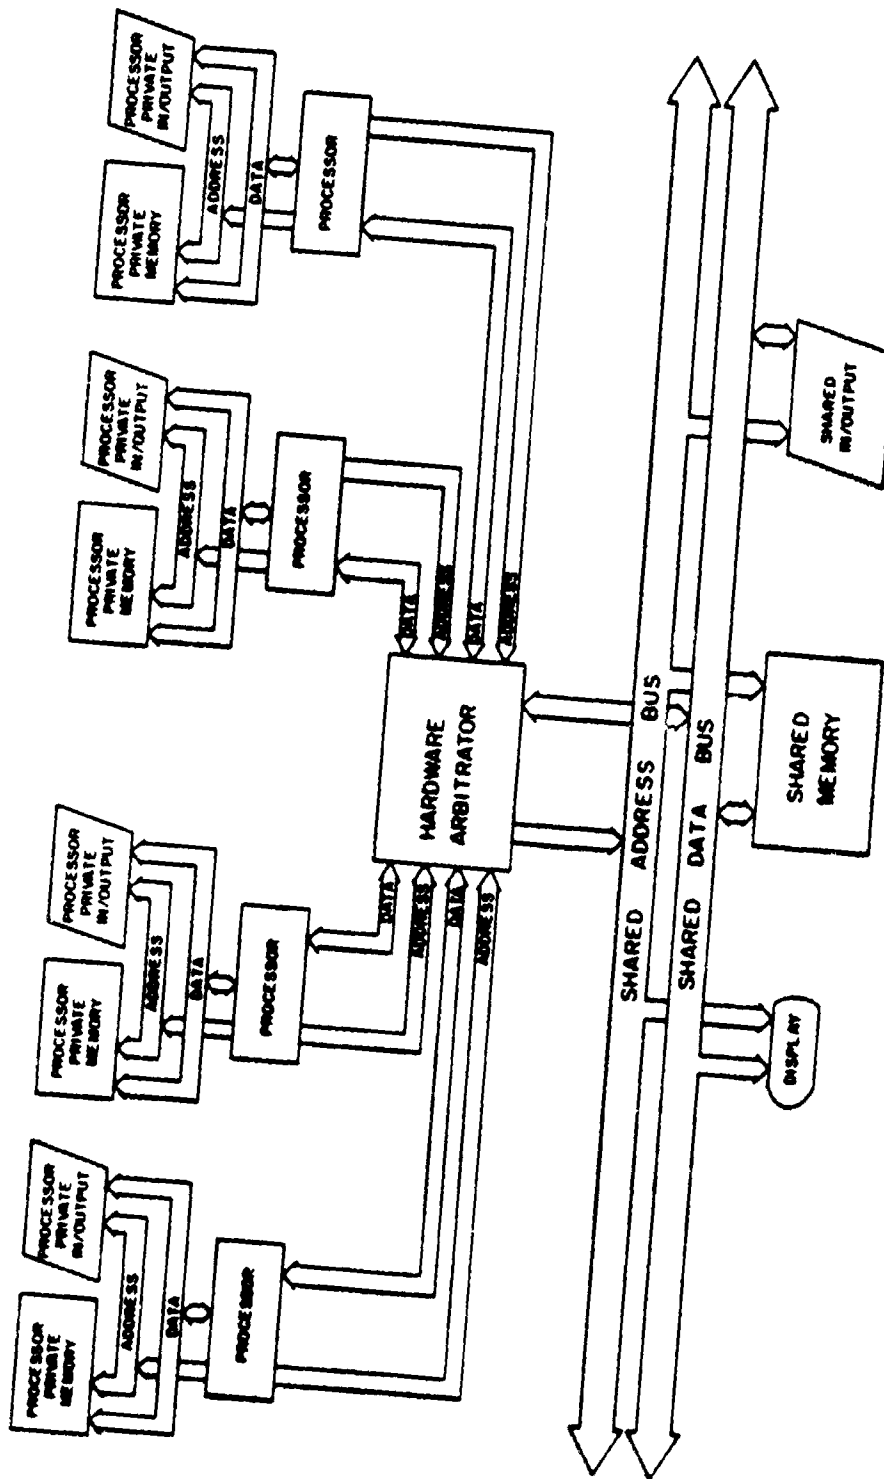 PROCESSOR
PRIVATE
MEMORY
PROCESSOR
PRIVATE
IN/OUTPUT
PROCESSOR
PRIVATE
MEMORY
PROCESSOR
PRIVATE
IN/OUTPUT
PROCESSOR
PRIVATE
MEMORY
PROCESSOR
PRIVATE
IN/OUTPUT
PROCESSOR
PRIVATE
MEMORY
PROCESSOR
PRIVATE
IN/OUTPUT
ADDRESS
DATA
ADDRESS
DATA
ADDRESS
DATA
ADDRESS
DATA
PROCESSOR
PROCESSOR
PROCESSOR
PROCESSOR
DATA
ADDRESS
DATA
ADDRESS
HARDWARE
ARBITRATOR
DATA
ADDRESS
DATA
ADDRESS
SHARED ADDRESS BUS
SHARED DATA BUS
DISPLAY
SHARED
MEMORY
SHARED
IN/OUTPUT